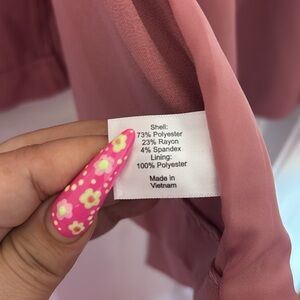 Shell:
73% Polyester
23% Rayon
4% Spandex
Lining:
100% Polyester
Made in
Vietnam